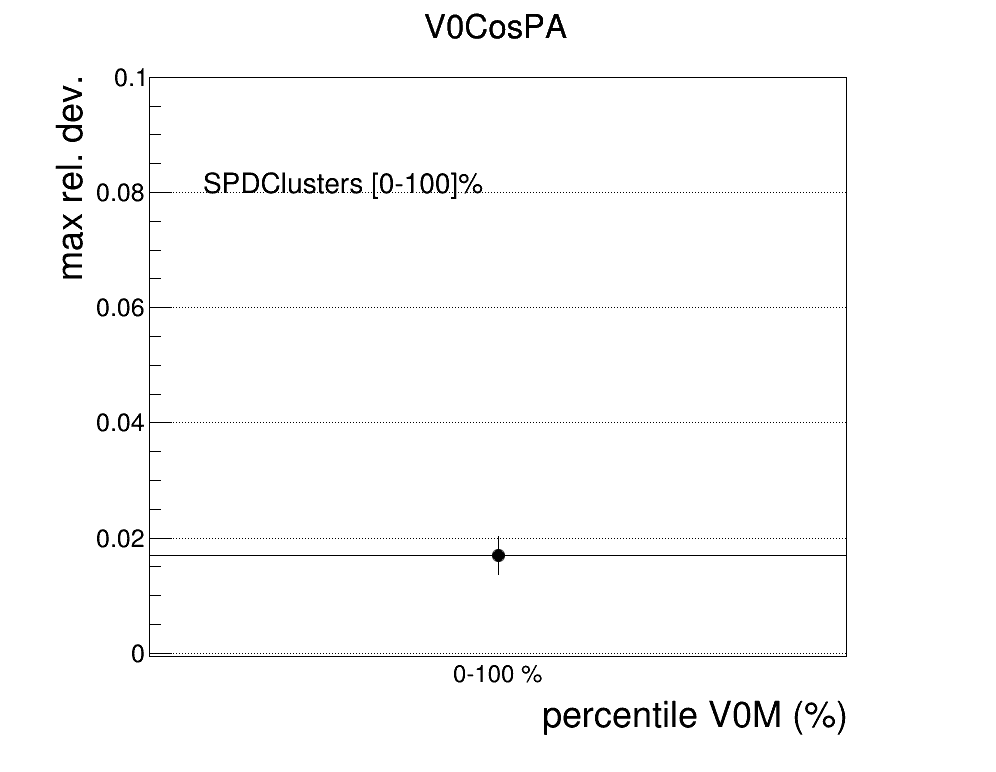 V0CosPA
max rel. dev.
0.1
SPDClusters [0-100]%
0.08
0.06
0.04
0.02
0
0-100 %
percentile V0M (%)